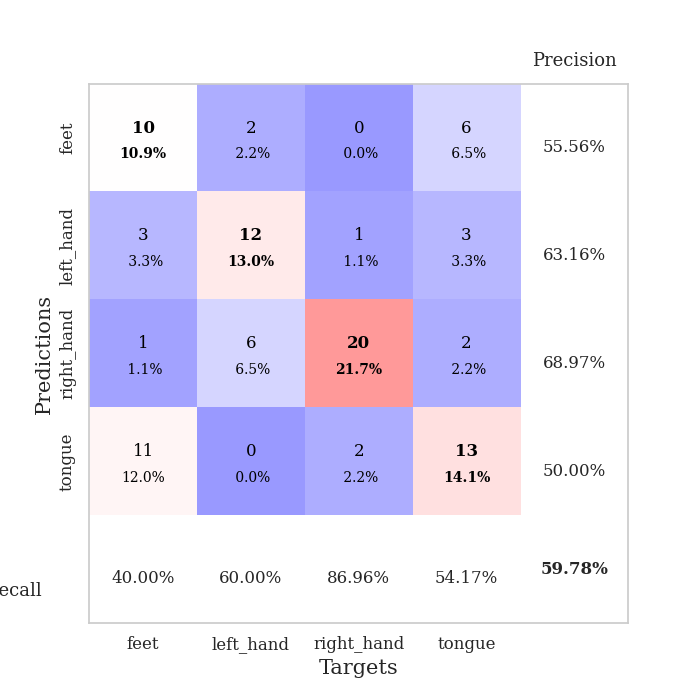 Precision
feet 10 2 0 6 55.56%
10.9% 2.2% 0.0% 6.5%
left_hand 3 12 1 3 63.16%
3.3% 13.0% 1.1% 3.3%
right_hand 1 6 20 2 68.97%
1.1% 6.5% 21.7% 2.2%
tongue 11 0 2 13 50.00%
12.0% 0.0% 2.2% 14.1%
Predictions
ecall 40.00% 60.00% 86.96% 54.17% 59.78%
feet left_hand right_hand tongue
Targets